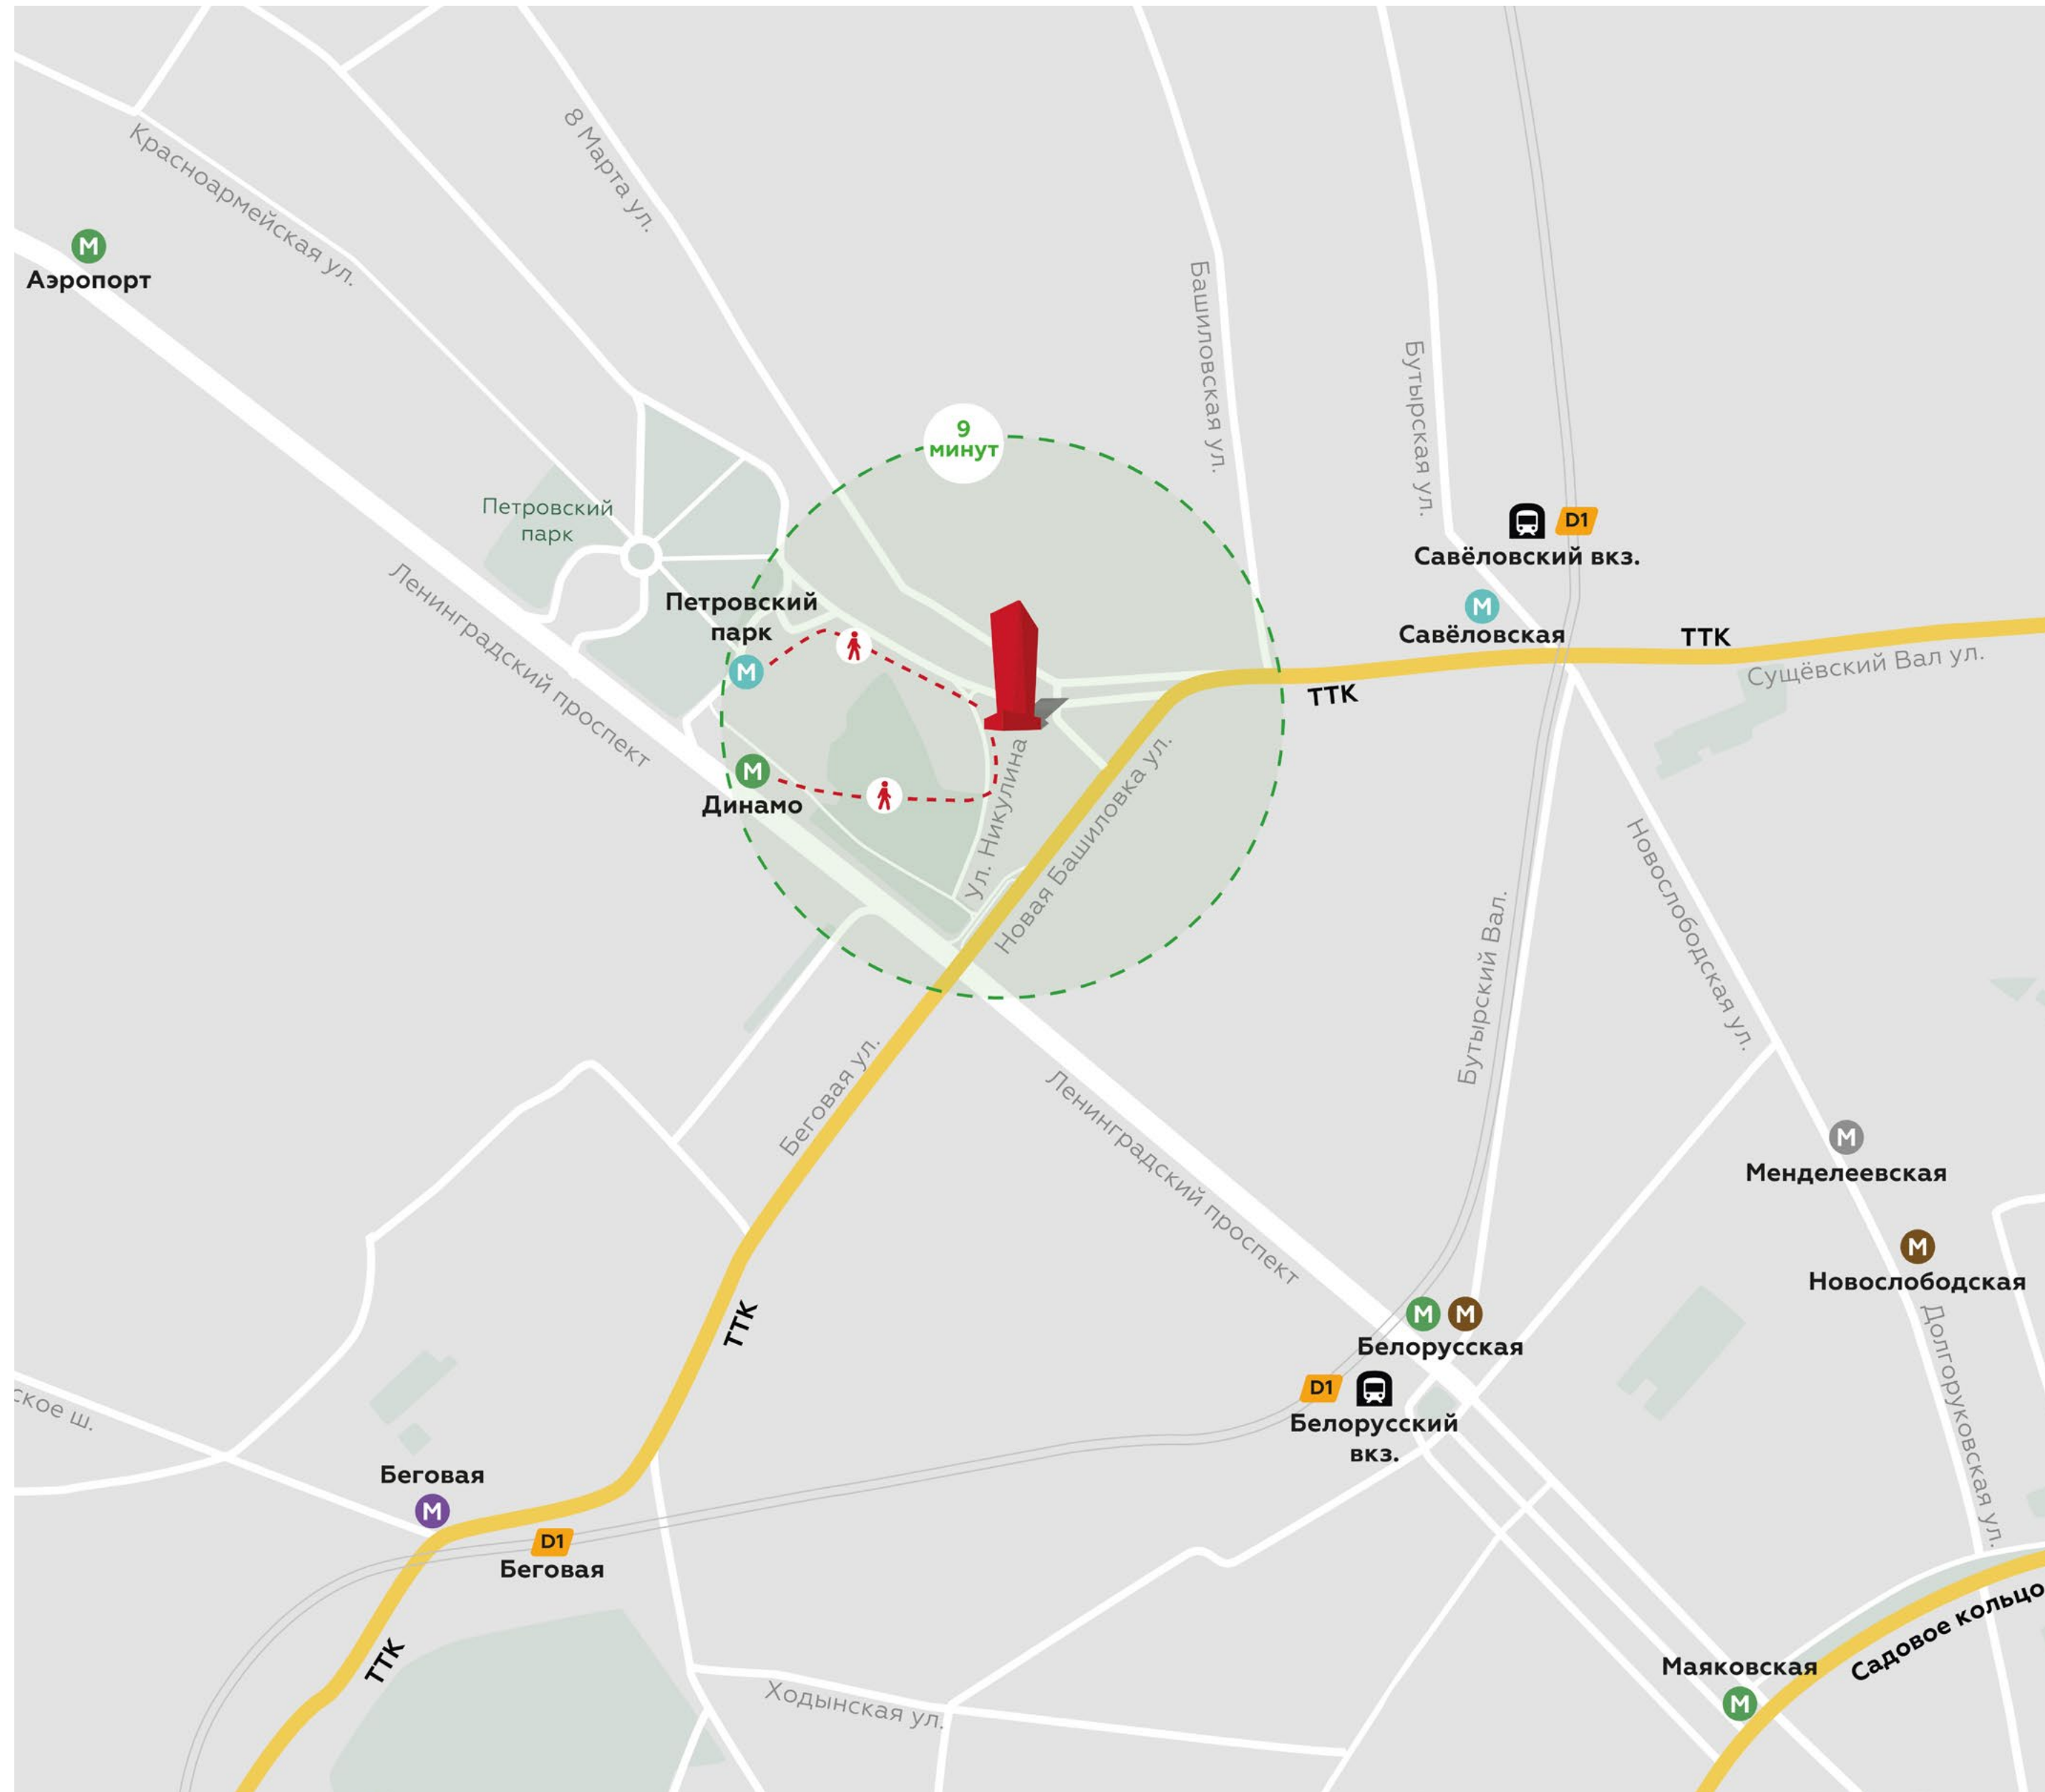 8 Марта ул.
Красноармейская ул.
М
Аэропорт
Башиловская ул.
Бутырская ул.
9
минут
Петровский
парк
D1
Савёловский вкз.
М
Савёловская
Ленинградский проспект
Петровский
парк
М
ТТК
Сущёвский Вал ул.
ТТК
М
Динамо
Ул. Никулина
Новая Башиловка ул.
Новослободская ул.
Бутырский Вал.
Беговая ул.
Ленинградский проспект
М
Менделеевская
М
Новослободская
М М
Белорусская
ТТК
D1
Белорусский
вкз.
Долгоруковская ул.
ское ш.
Беговая
М
D1
Беговая
ТТК
Садовое кольцо
Маяковская
М
Ходынская ул.